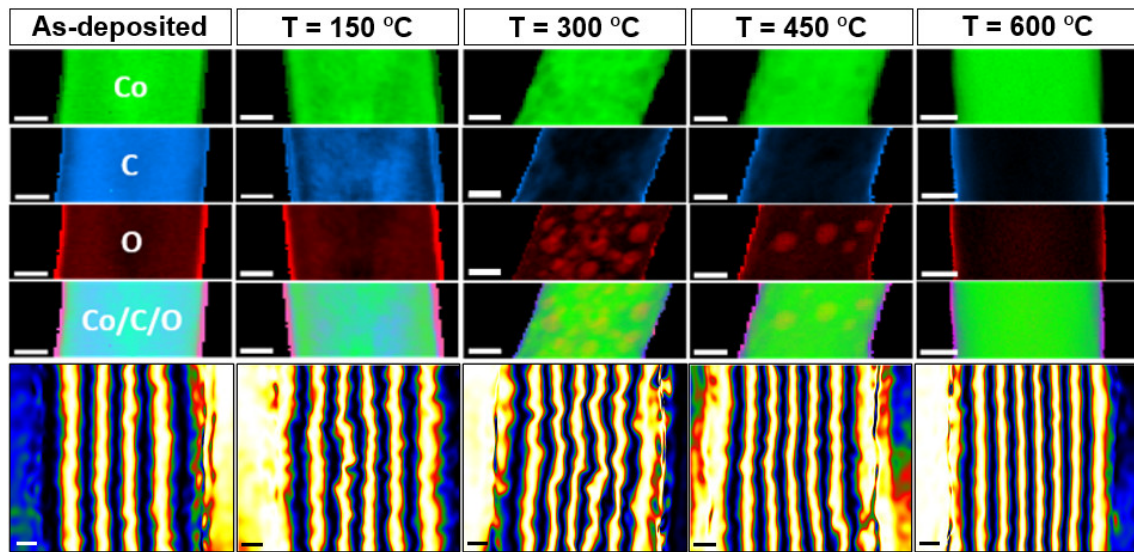 As-deposited
T = 150 °C
T = 300 °C
T = 450 °C
T = 600 °C
Co
C
O
Co/C/O